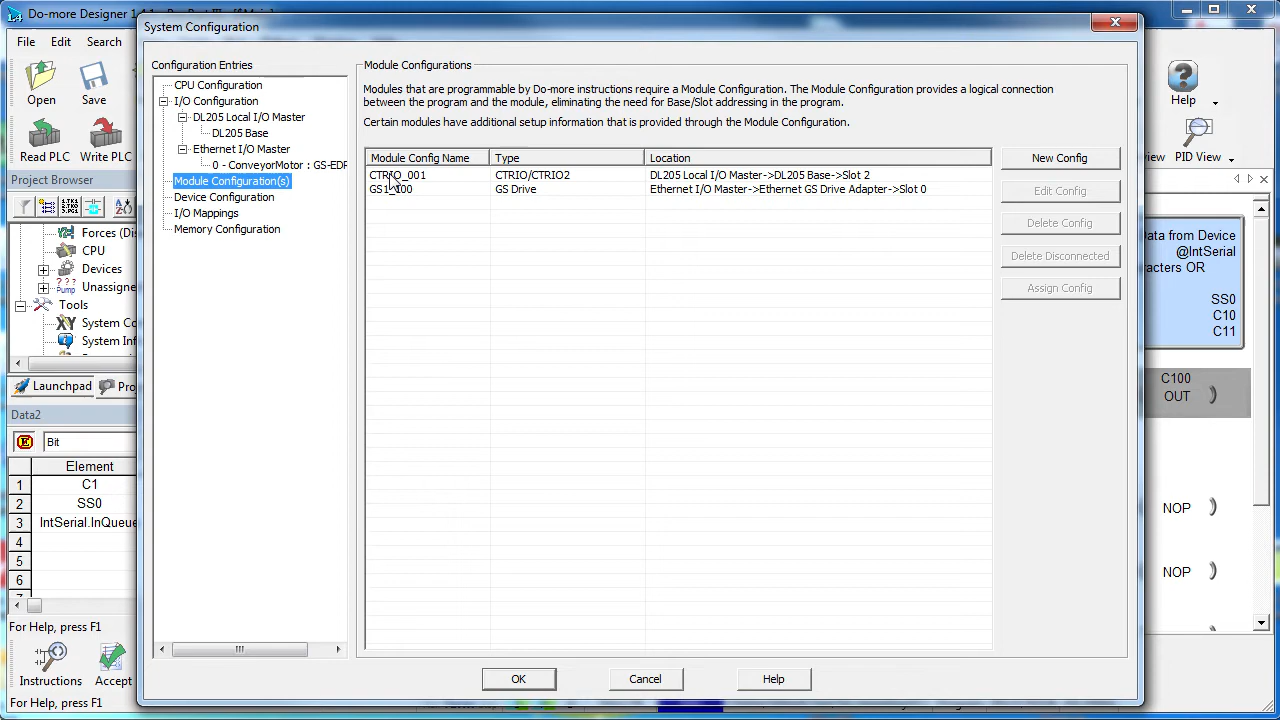 System Configuration
File Edit Search
Open Save
Read PLC Write PLC
Project Browser
Forces (Dis
CPU
Devices
Unassigne
Tools
System Co
System Inf
Launchpad
Data2
Bit
Element
1 C1
2 SS0
3 IntSerial.InQueue
4
5
6
For Help, press F1
Instructions Accept
For Help, press F1
Configuration Entries
CPU Configuration
I/O Configuration
DL205 Local I/O Master
DL205 Base
Ethernet I/O Master
0 - ConveyorMotor : GS-EDR
Module Configuration(s)
Device Configuration
I/O Mappings
Memory Configuration
Module Configurations
Modules that are programmable by Do-more instructions require a Module Configuration. The Module Configuration provides a logical connection
between the program and the module, eliminating the need for Base/Slot addressing in the program.
Certain modules have additional setup information that is provided through the Module Configuration.
Module Config Name Type Location
CTRIO_001 CTRIO/CTRIO2 DL205 Local I/O Master->DL205 Base->Slot 2
GS Drive Ethernet I/O Master->Ethernet GS Drive Adapter->Slot 0
New Config
Edit Config
Delete Config
Delete Disconnected
Assign Config
OK Cancel Help
Help
view PID View
Data from Device
@IntSerial
acters OR
SS0
C10
C11
C100
OUT
NOP
NOP